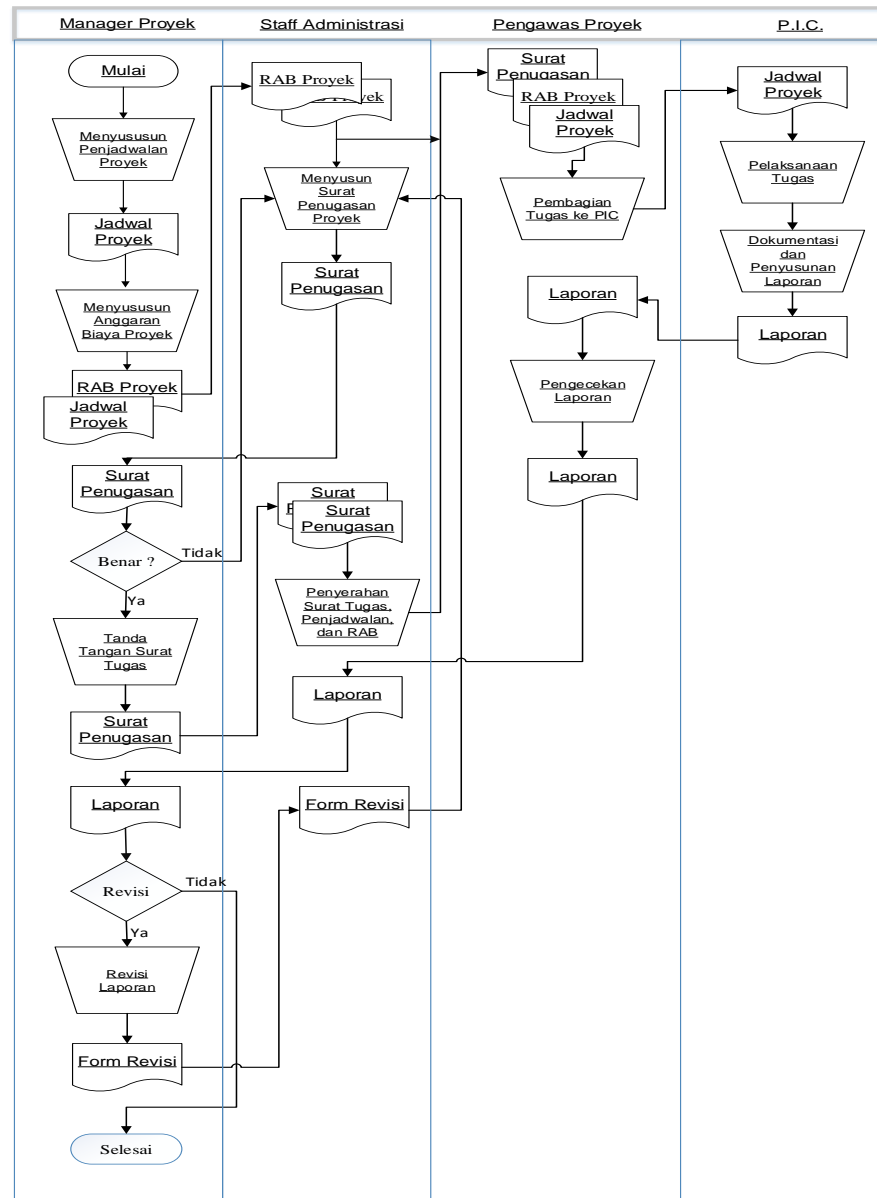 Manager Proyek
Staff Administrasi
Pengawas Proyek
P.I.C.
Mulai
Menyususun
Penjadwalan
Proyek
Jadwal
Proyek
Menyususun
Anggaran
Biaya Proyek
RAB Proyek
Jadwal
Proyek
Surat
Penugasan
Benar ?
Tidak
Ya
Tanda
Tangan Surat
Tugas
Surat
Penugasan
Laporan
Revisi
Tidak
Ya
Revisi
Laporan
Form Revisi
Selesai
RAB Proyek
Menyusun
Surat
Penugasan
Proyek
Surat
Penugasan
Surat
Surat
Penugasan
Penyerahan
Surat Tugas,
Penjadwalan,
dan RAB
Laporan
Form Revisi
Surat
Penugasan
RAB Proyek
Jadwal
Proyek
Pembagian
Tugas ke PIC
Laporan
Pengecekan
Laporan
Laporan
Jadwal
Proyek
Pelaksanaan
Tugas
Dokumentasi
dan
Penyusunan
Laporan
Laporan